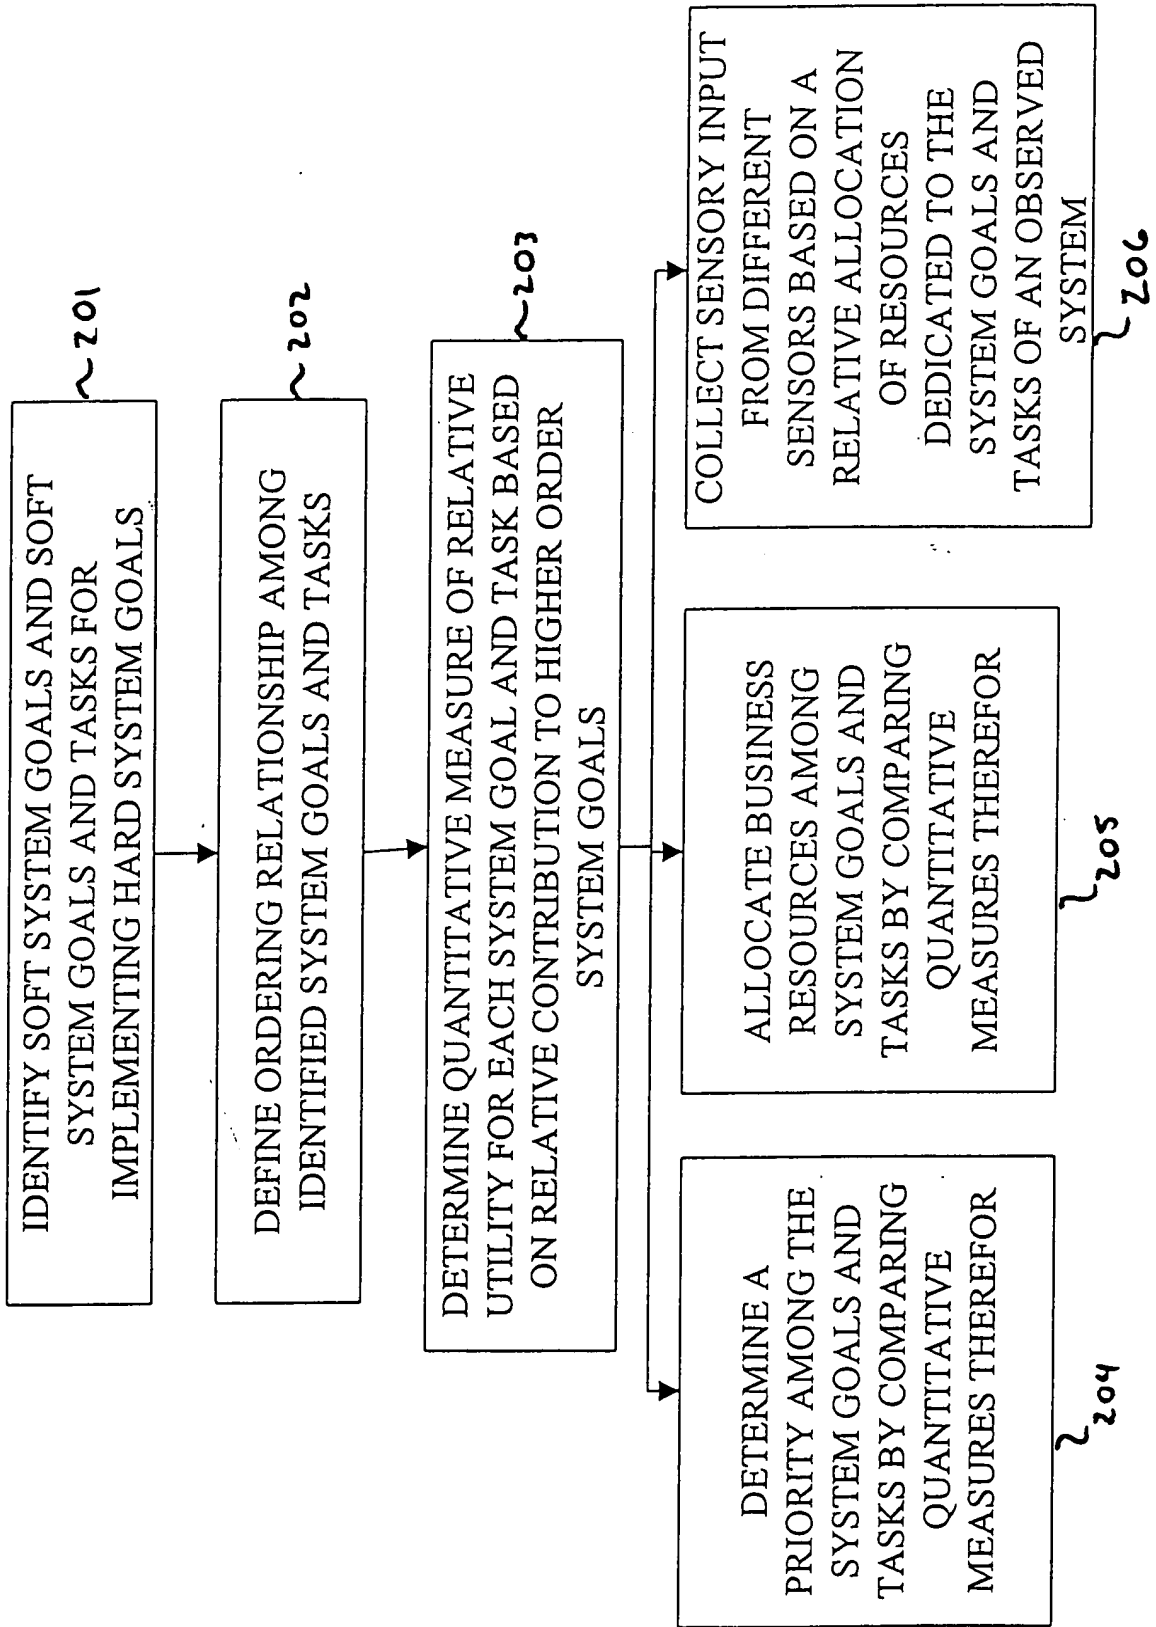 IDENTIFY SOFT SYSTEM GOALS AND SOFT
SYSTEM GOALS AND TASKS FOR
IMPLEMENTING HARD SYSTEM GOALS
~201
DEFINE ORDERING RELATIONSHIP AMONG
IDENTIFIED SYSTEM GOALS AND TASKS
~202
DETERMINE QUANTITATIVE MEASURE OF RELATIVE
UTILITY FOR EACH SYSTEM GOAL AND TASK BASED
ON RELATIVE CONTRIBUTION TO HIGHER ORDER
SYSTEM GOALS
~203
DETERMINE A
PRIORITY AMONG THE
SYSTEM GOALS AND
TASKS BY COMPARING
QUANTITATIVE
MEASURES THEREFOR
~204
ALLOCATE BUSINESS
RESOURCES AMONG
SYSTEM GOALS AND
TASKS BY COMPARING
QUANTITATIVE
MEASURES THEREFOR
~205
COLLECT SENSORY INPUT
FROM DIFFERENT
SENSORS BASED ON A
RELATIVE ALLOCATION
OF RESOURCES
DEDICATED TO THE
SYSTEM GOALS AND
TASKS OF AN OBSERVED
SYSTEM
~206